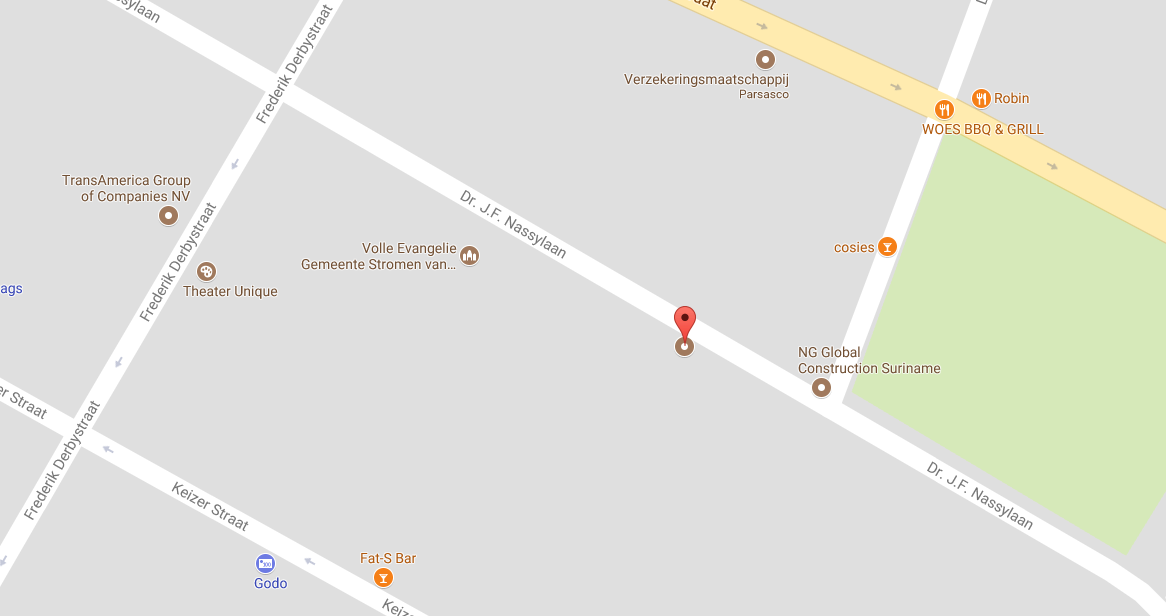 Frederik Derbystraat
Verzekeringsmaatschappij
Parsasco
Robin
WOES BBQ & GRILL
TransAmerica Group
of Companies NV
Dr. J.F. Nassylaan
Frederik Derbystraat
Volle Evangelie
Gemeente Stromen van...
cosies
Theater Unique
NG Global
Construction Suriname
Straat
Frederik Derbystraat
Keizer Straat
Dr. J.F. Nassylaan
Fat-S Bar
Godo